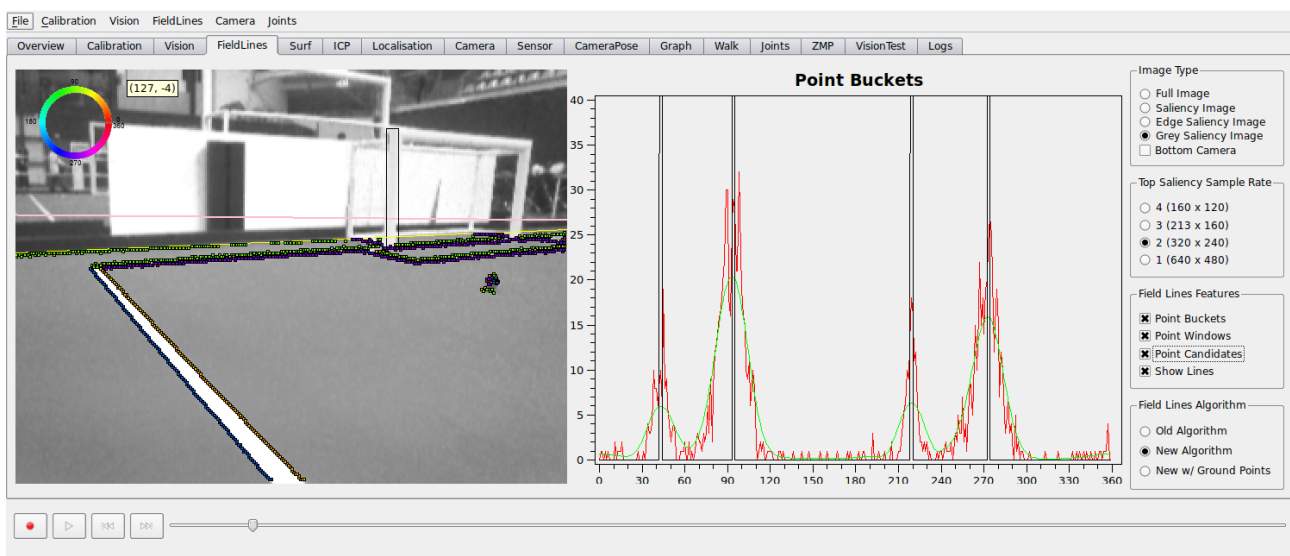 File Calibration Vision FieldLines Camera Joints
Overview Calibration Vision FieldLines Surf ICP Localisation Camera Sensor CameraPose Graph Walk Joints ZMP VisionTest Logs
(127, -4)
90
180
0
360
270
Point Buckets
40
35
30
25
20
15
10
5
0
0 30 60 90 120 150 180 210 240 270 300 330 360
Image Type
Full Image
Saliency Image
Edge Saliency Image
Grey Saliency Image
Bottom Camera
Top Saliency Sample Rate
4 (160 x 120)
3 (213 x 160)
2 (320 x 240)
1 (640 x 480)
Field Lines Features
Point Buckets
Point Windows
Point Candidates
Show Lines
Field Lines Algorithm
Old Algorithm
New Algorithm
New w/ Ground Points